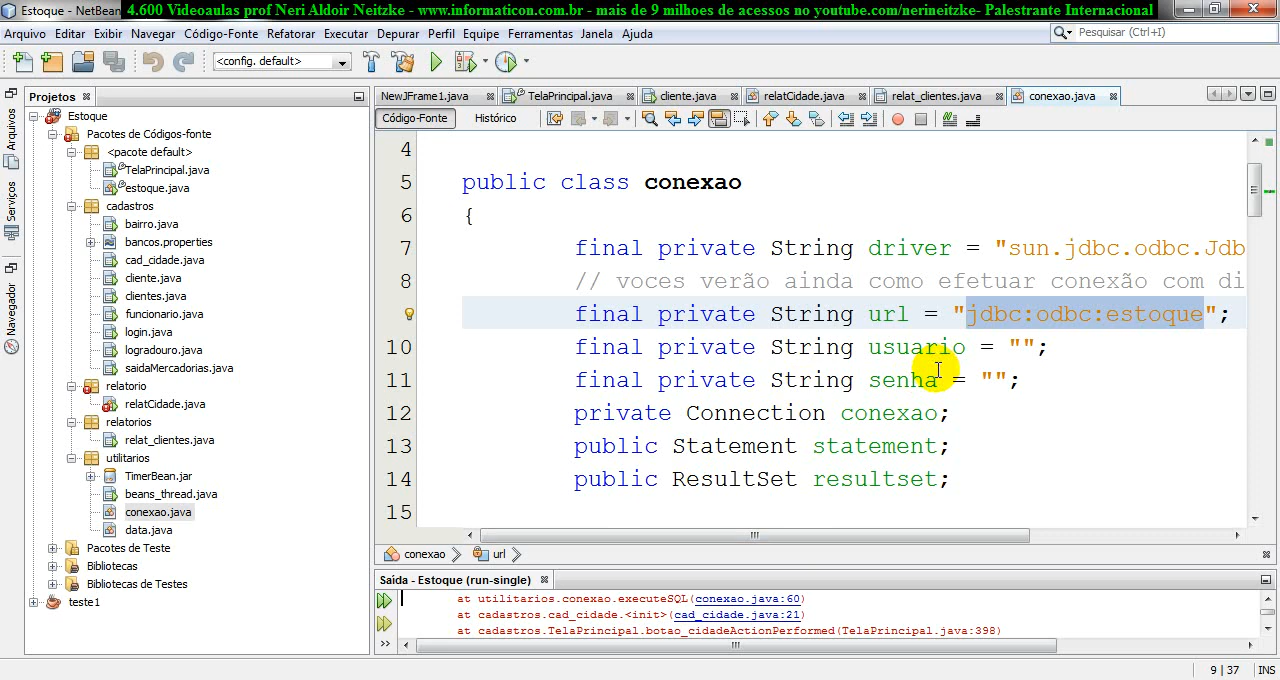 Estoque - NetBean
4.600 Videoaulas prof Neri Aldoir Neitzke - www.informaticon.com.br - mais de 9 milhoes de acessos no youtube.com/nerineitzke- Palestrante Internacional
Arquivo Editar Exibir Navegar Código-Fonte Refatorar Executar Depurar Perfil Equipe Ferramentas Janela Ajuda
Pesquisar (Ctrl+I)
<config. default>
Projetos
NewJFrame1.java TelaPrincipal.java cliente.java relatCidade.java relat_clientes.java conexao.java
Código-Fonte Histórico
Arquivos
Serviços
Navegador
Estoque
Pacotes de Códigos-fonte
<pacote default>
TelaPrincipal.java
estoque.java
cadastros
bairro.java
bancos.properties
cad_cidade.java
cliente.java
clientes.java
funcionario.java
login.java
logradouro.java
saidaMercadorias.java
relatorio
relatCidade.java
relatorios
relat_clientes.java
utilitarios
TimerBean.jar
beans_thread.java
conexao.java
data.java
Pacotes de Teste
Bibliotecas
Bibliotecas de Testes
teste1
4
5 public class conexao
6 {
7 final private String driver = "sun.jdbc.odbc.Jdb
8 // voces verão ainda como efetuar conexão com di
final private String url = "jdbc:odbc:estoque";
10 final private String usuario = "";
11 final private String senha = "";
12 private Connection conexao;
13 public Statement statement;
14 public ResultSet resultset;
15
conexao url
Saída - Estoque (run-single)
at utilitarios.conexao.executeSQL(conexao.java:60)
at cadastros.cad_cidade.<init>(cad_cidade.java:21)
at cadastros.TelaPrincipal.botao_cidadeActionPerformed(TelaPrincipal.java:398)
9 | 37 INS